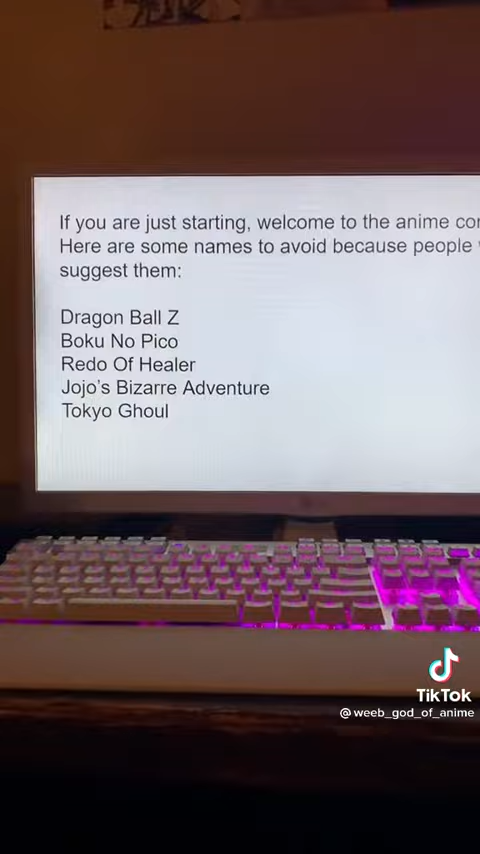 If you are just starting, welcome to the anime
Here are some names to avoid because people
suggest them:
Dragon Ball Z
Boku No Pico
Redo Of Healer
Jojo's Bizarre Adventure
Tokyo Ghoul
TikTok
@weeb_god_of_anime